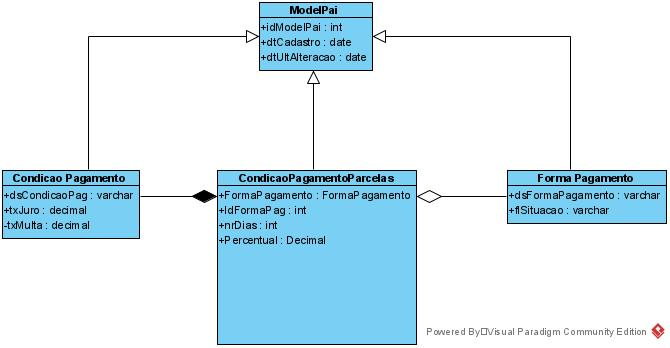 ModelPai
+idModelPai : int
+dtCadastro : date
+dtUltAlteracao : date
Condicao Pagamento
+dsCondicaoPag : varchar
+txJuro : decimal
-txMulta : decimal
CondicaoPagamentoParcelas
+FormaPagamento : FormaPagamento
+IdFormaPag : int
+nrDias : int
+Percentual : Decimal
Forma Pagamento
+dsFormaPagamento : varchar
+flSituacao : varchar
Powered By Visual Paradigm Community Edition